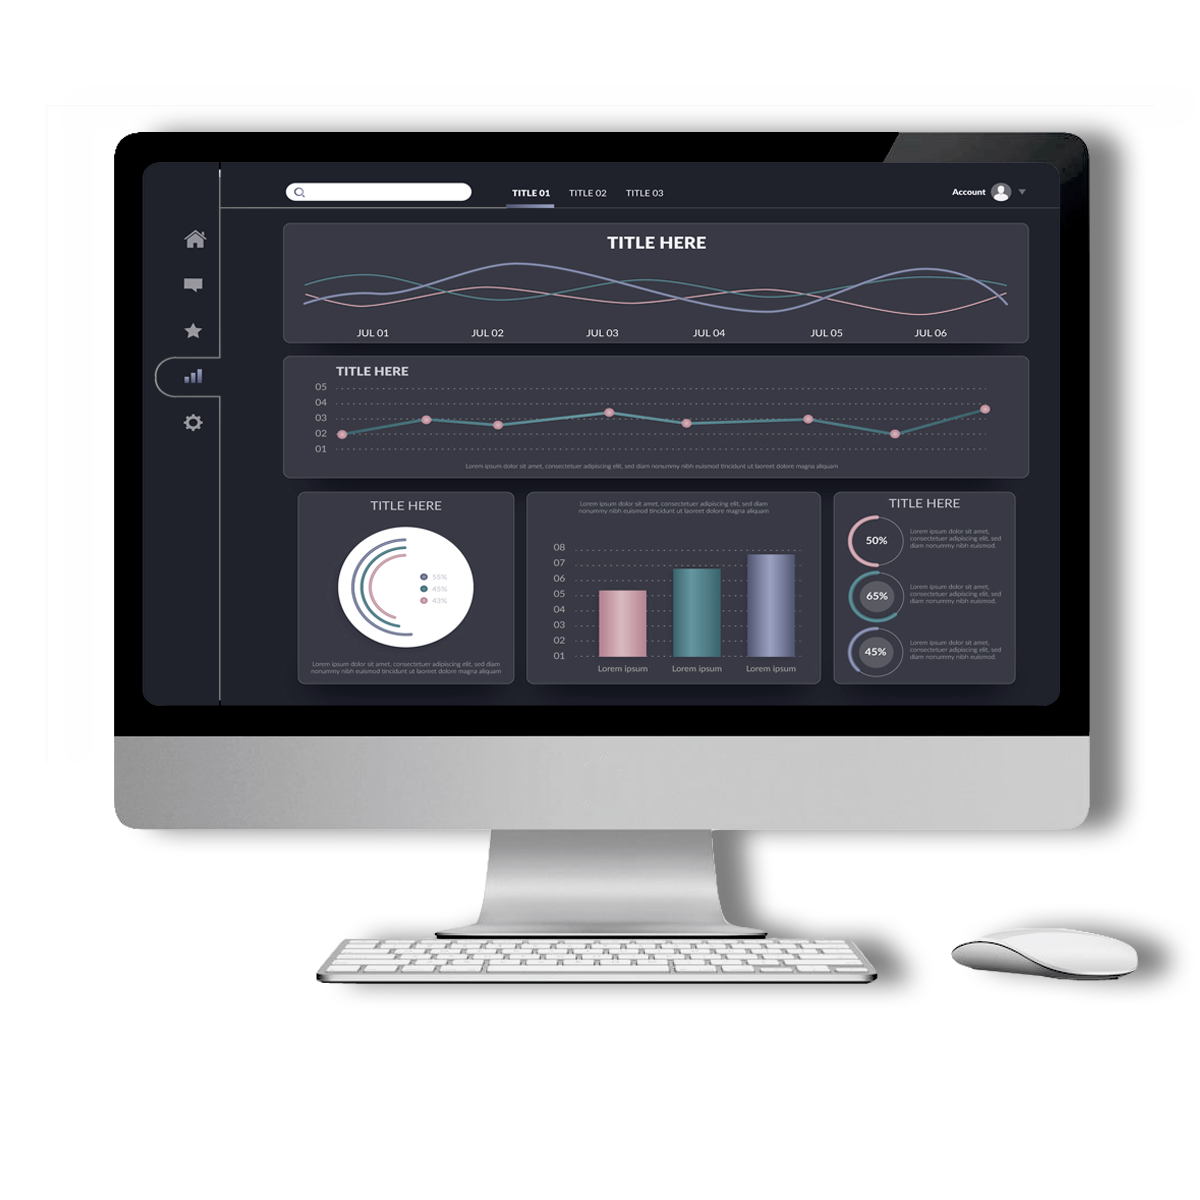 TITLE 01 TITLE 02 TITLE 03
Account
TITLE HERE
JUL 01 JUL 02 JUL 03 JUL 04 JUL 05 JUL 06
TITLE HERE
05
04
03
02
01
Lorem ipsum dolor sit amet, consectetuer adipiscing elit, sed diam nonummy nibh euismod tincidunt ut laoreet dolore magna aliquam
TITLE HERE
55%
45%
43%
Lorem ipsum dolor sit amet, consectetuer adipiscing elit, sed diam
nonummy nibh euismod tincidunt ut laoreet dolore magna aliquam
Lorem ipsum dolor sit amet, consectetuer adipiscing elit, sed diam
nonummy nibh euismod tincidunt ut laoreet dolore magna aliquam
08
07
06
05
04
03
02
01
Lorem ipsum Lorem ipsum Lorem ipsum
TITLE HERE
50%
Lorem ipsum dolor sit amet,
consectetuer adipiscing elit, sed
diam nonummy nibh euismod.
65%
Lorem ipsum dolor sit amet,
consectetuer adipiscing elit, sed
diam nonummy nibh euismod.
45%
Lorem ipsum dolor sit amet,
consectetuer adipiscing elit, sed
diam nonummy nibh euismod.